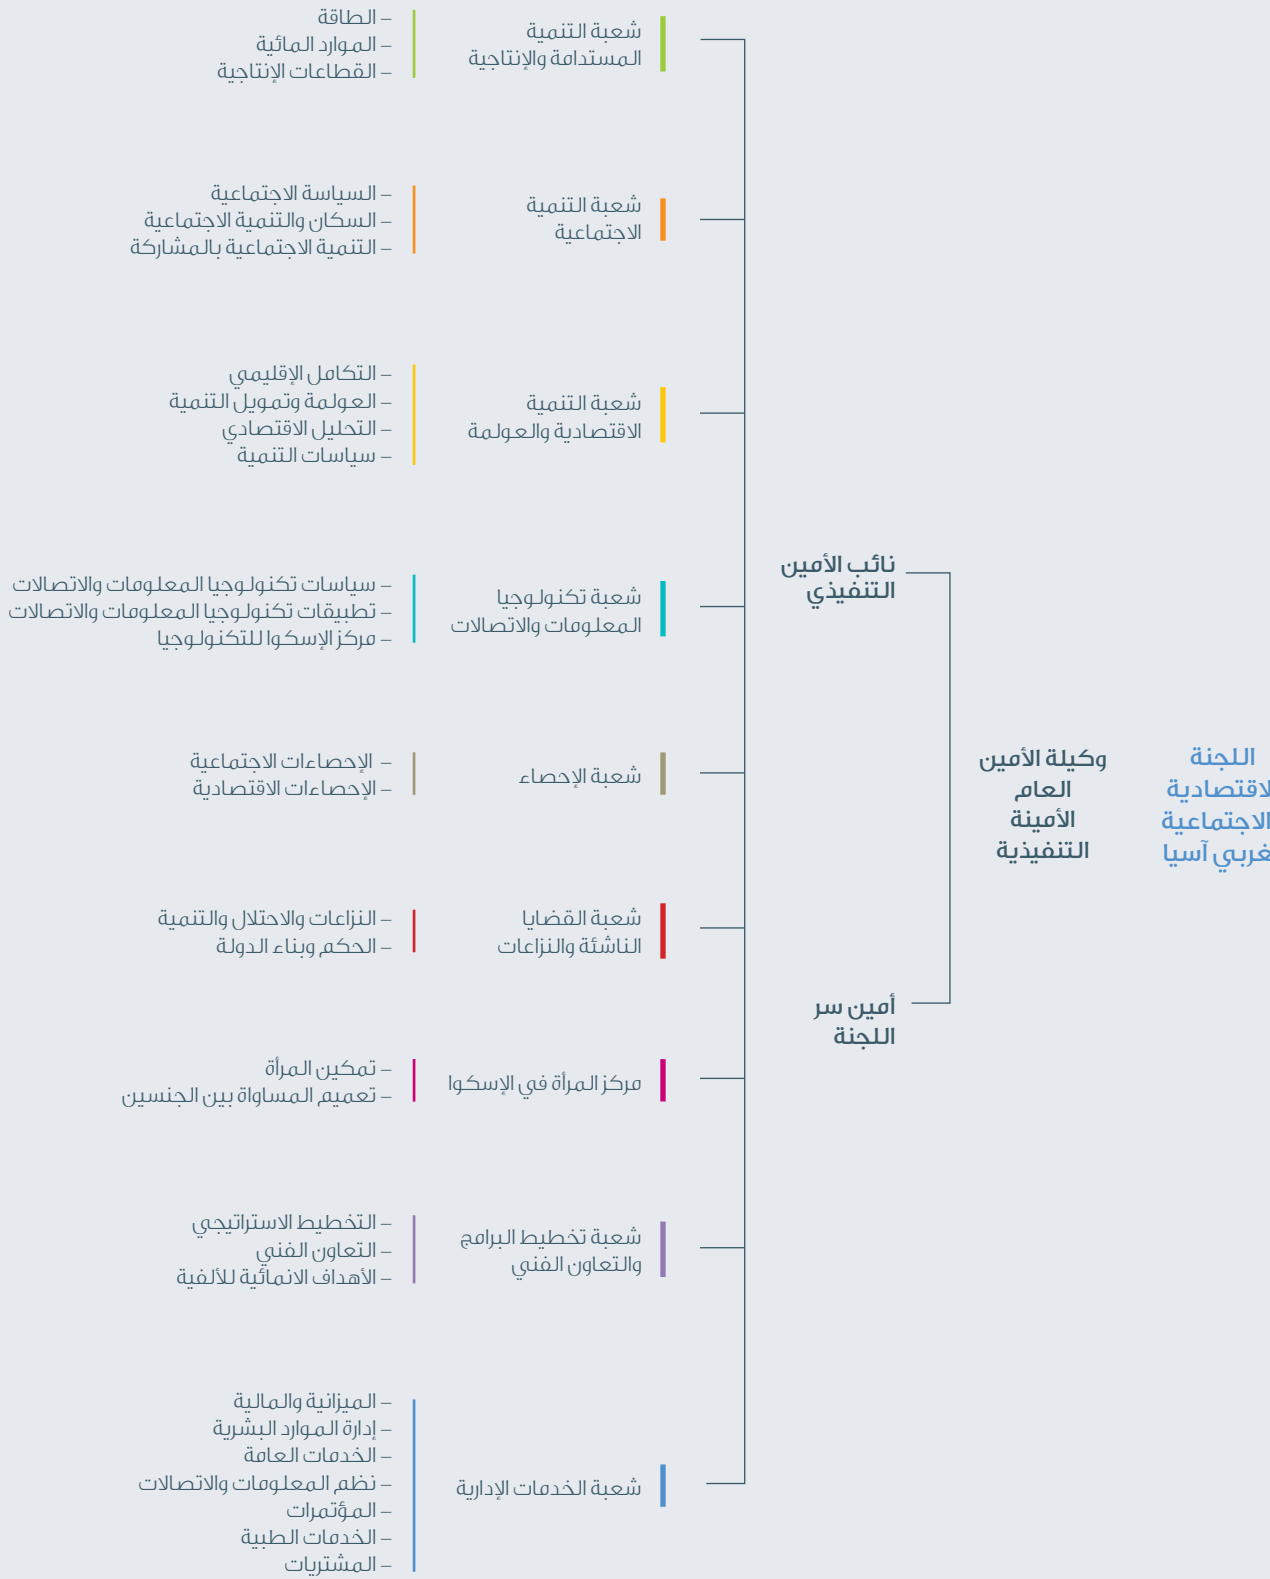 اللجنة
لاقتصادية
الاجتماعية
غربي آسيا
وكيلة الأمين
العام
الأمينة
التنفيذية
نائب الأمين
التنفيذي
أمين سر
اللجنة
شعبة التنمية
المستدامة والإنتاجية
– الطاقة
– الموارد المائية
– القطاعات الإنتاجية
شعبة التنمية
الاجتماعية
– السياسة الاجتماعية
– السكان والتنمية الاجتماعية
– التنمية الاجتماعية بالمشاركة
شعبة التنمية
الاقتصادية والعولمة
– التكامل الإقليمي
– العولمة وتمويل التنمية
– التحليل الاقتصادي
– سياسات التنمية
شعبة تكنولوجيا
المعلومات والاتصالات
– سياسات تكنولوجيا المعلومات والاتصالات
– تطبيقات تكنولوجيا المعلومات والاتصالات
– مركز الإسكوا للتكنولوجيا
شعبة الإحصاء
– الإحصاءات الاجتماعية
– الإحصاءات الاقتصادية
شعبة القضايا
الناشئة والنزاعات
– النزاعات والاحتلال والتنمية
– الحكم وبناء الدولة
مركز المرأة في الإسكوا
– تمكين المرأة
– تعميم المساواة بين الجنسين
شعبة تخطيط البرامج
والتعاون الفني
– التخطيط الاستراتيجي
– التعاون الفني
– الأهداف الانمائية للألفية
شعبة الخدمات الإدارية
– الميزانية والمالية
– إدارة الموارد البشرية
– الخدمات العامة
– نظم المعلومات والاتصالات
– المؤتمرات
– الخدمات الطبية
– المشتريات